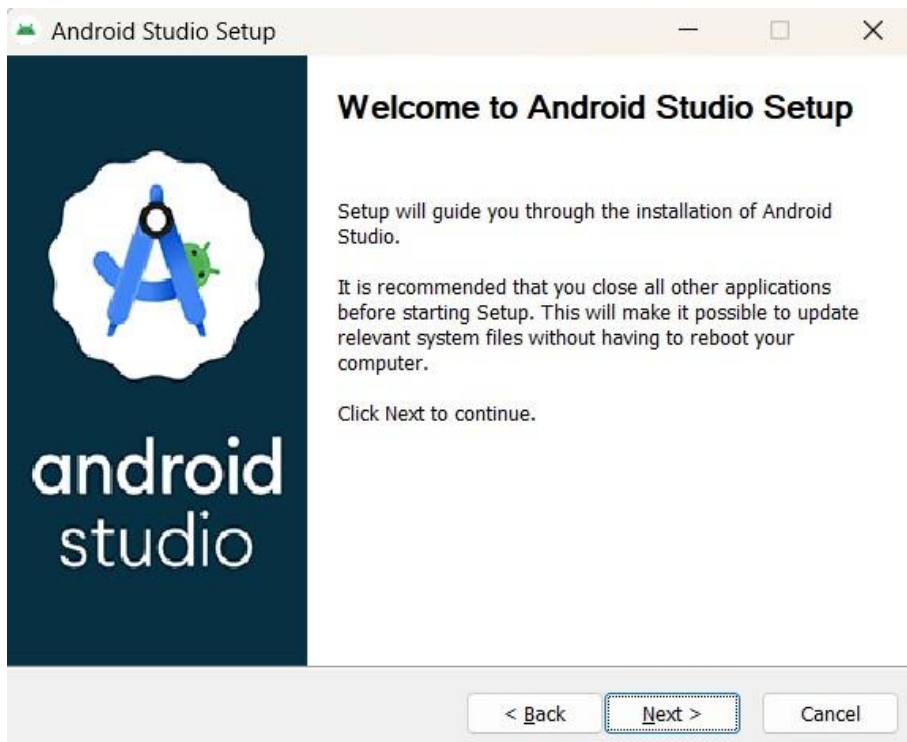 Android Studio Setup
Welcome to Android Studio Setup
Setup will guide you through the installation of Android
Studio.
It is recommended that you close all other applications
before starting Setup. This will make it possible to update
relevant system files without having to reboot your
computer.
Click Next to continue.
android
studio
< Back
Next >
Cancel